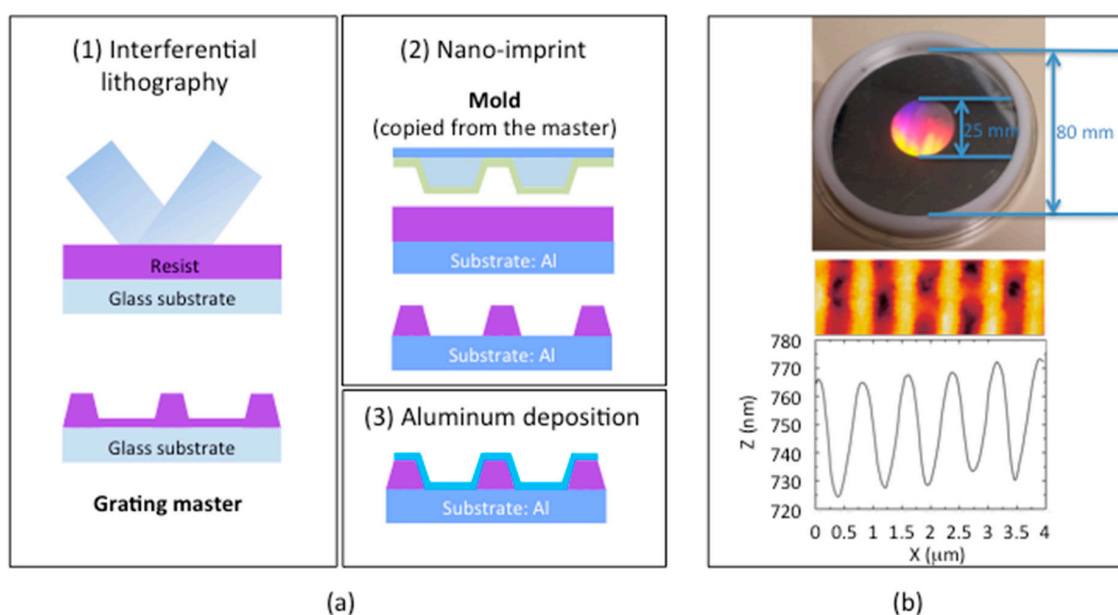 (1) Interferential
lithography
Resist
Glass substrate
Glass substrate
Grating master
(2) Nano-imprint
Mold
(copied from the master)
Substrate: Al
Substrate: Al
(3) Aluminum deposition
Substrate: Al
(a)
25 mm
80 mm
780
770
760
750
740
730
720
Z (nm)
0 0.5 1 1.5 2 2.5 3 3.5 4
X (μm)
(b)